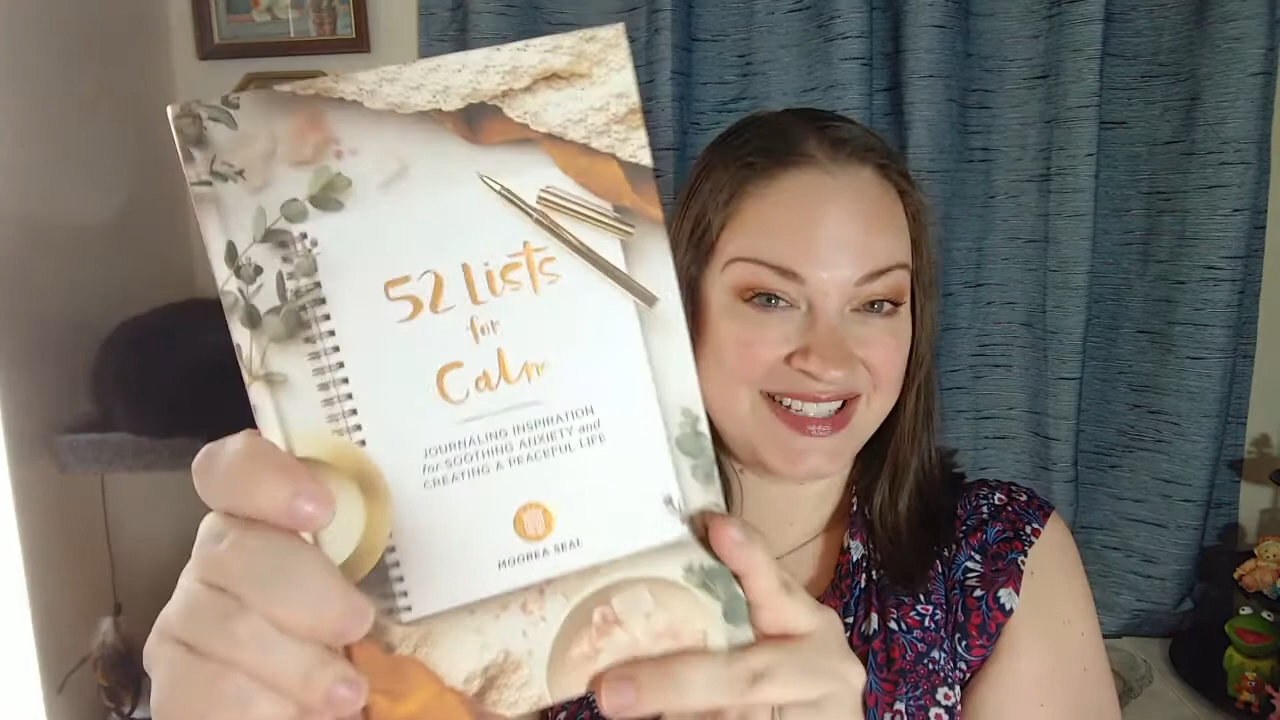 52 Lists
for
Calm
JOURNALING INSPIRATION
for SOOTHING ANXIETY and
CREATING A PEACEFUL LIFE
MOOREA SEAL